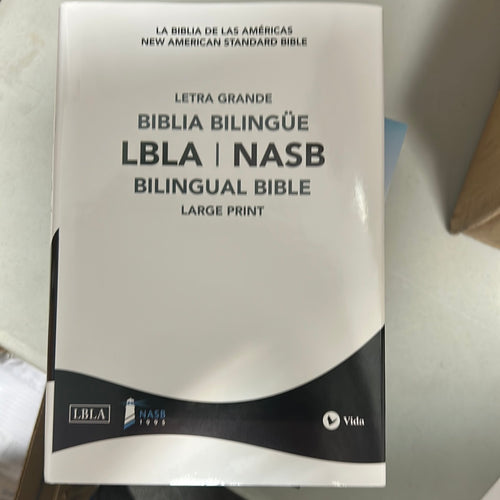 LA BIBLIA DE LAS AMÉRICAS
NEW AMERICAN STANDARD BIBLE
LETRA GRANDE
BIBLIA BILINGÜE
LBLA | NASB
BILINGUAL BIBLE
LARGE PRINT
LBLA
NASB
1995
Vida